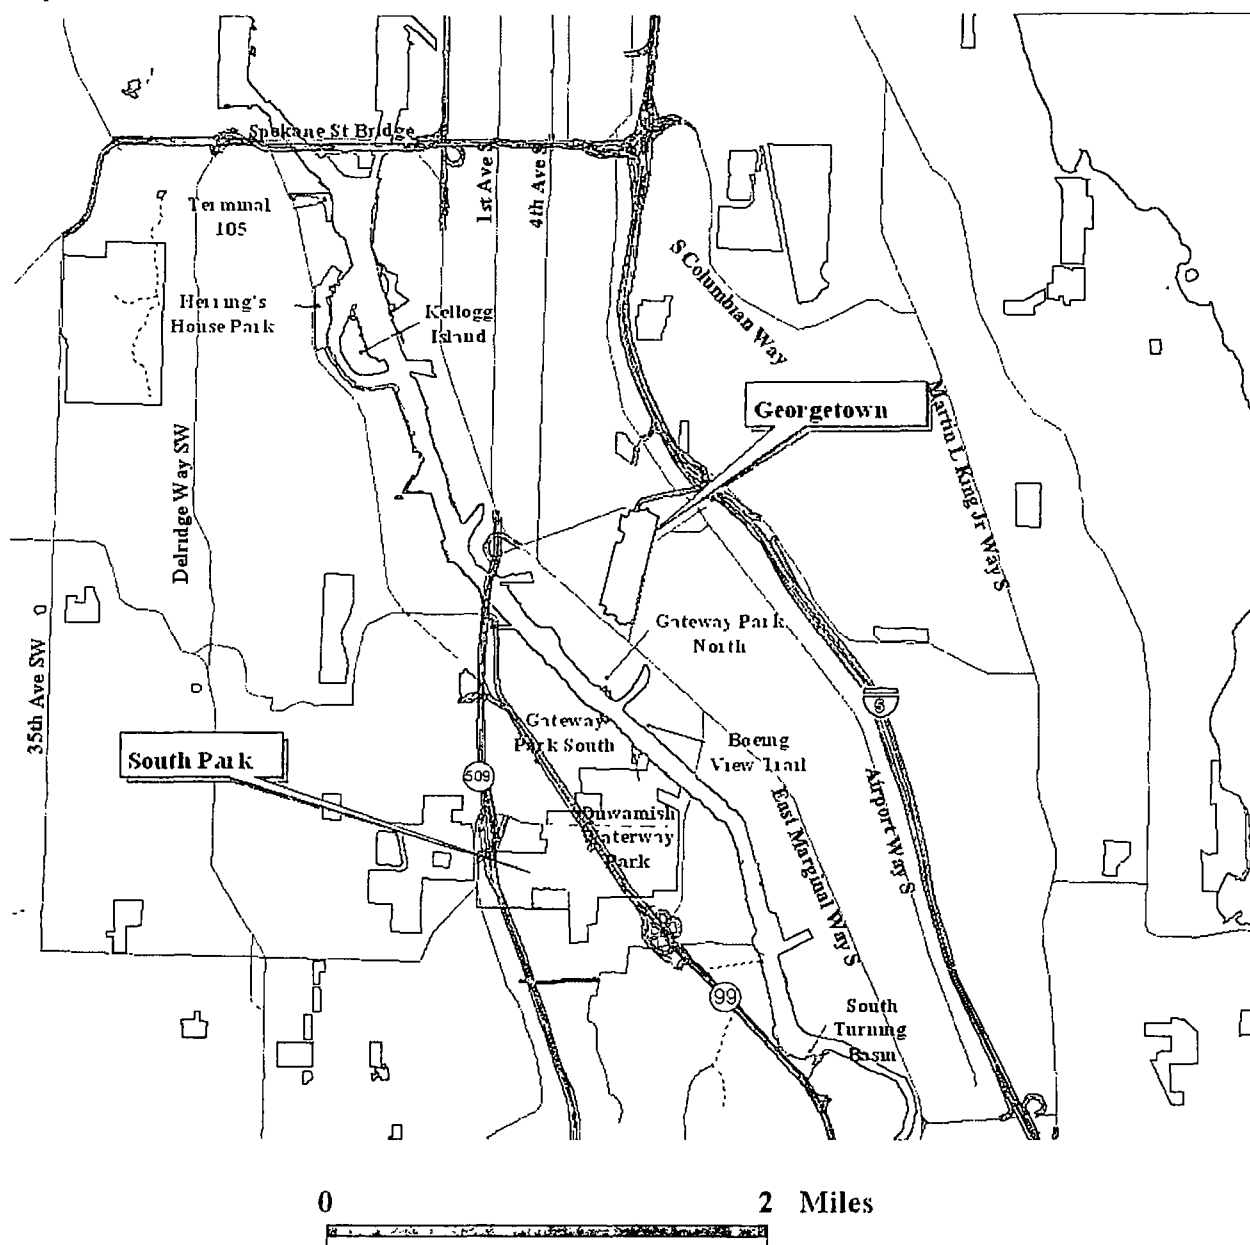 Spokane St Bridge
1st Ave S
4th Ave S
Terminal
105
S Columbian Way
Herring's
House Park
Kellogg
Island
Georgetown
Martin L King Jr Way S
Delridge Way SW
35th Ave SW
Gateway Park
North
5
Gateway
Park South
Boeing
View Trail
South Park
509
Duwamish
Waterway
Park
East Marginal Way S
Airport Way S
99
South
Turning
Basin
0 2 Miles